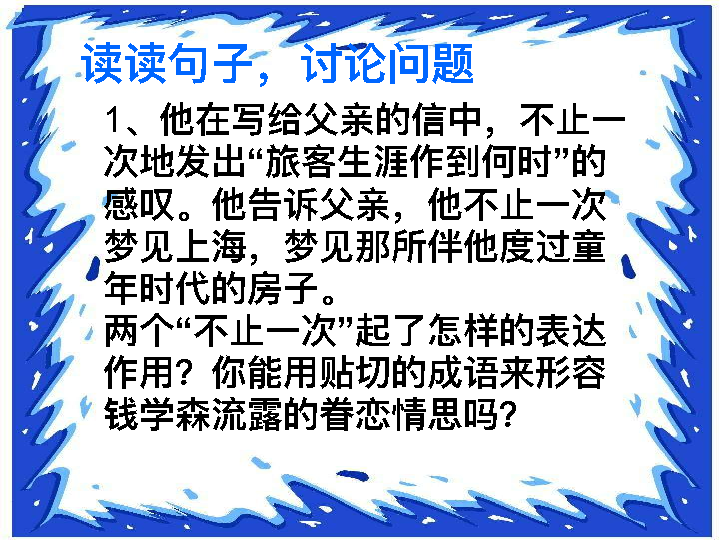 读读句子，讨论问题
1、他在写给父亲的信中，不止一
次地发出“旅客生涯作到何时”的
感叹。他告诉父亲，他不止一次
梦见上海，梦见那所伴他度过童
年时代的房子。
两个“不止一次”起了怎样的表达
作用？你能用贴切的成语来形容
钱学森流露的眷恋情思吗？